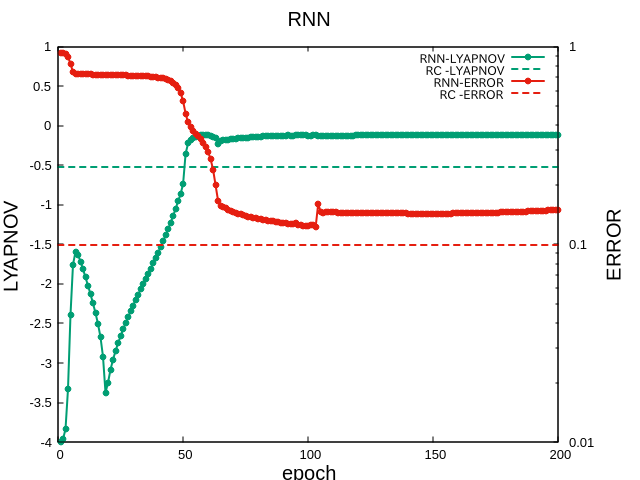 RNN
RNN-LYAPNOV
RC -LYAPNOV
RNN-ERROR
RC -ERROR
1
0.5
0
-0.5
-1
-1.5
-2
-2.5
-3
-3.5
-4
LYAPNOV
1
0.1
0.01
ERROR
0 50 100 150 200
epoch